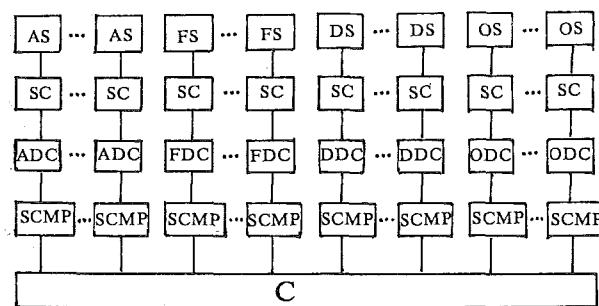 AS ... AS FS ... FS DS ... DS OS ... OS
SC ... SC SC ... SC SC ... SC SC ... SC
ADC ... ADC FDC ... FDC DDC ... DDC ODC ... ODC
SCMP ... SCMP SCMP ... SCMP SCMP ... SCMP SCMP ... SCMP
C